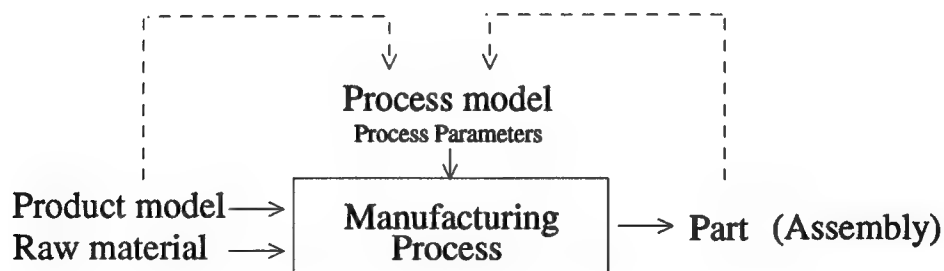 Process model
Process Parameters
Product model
Raw material
Manufacturing
Process
Part (Assembly)